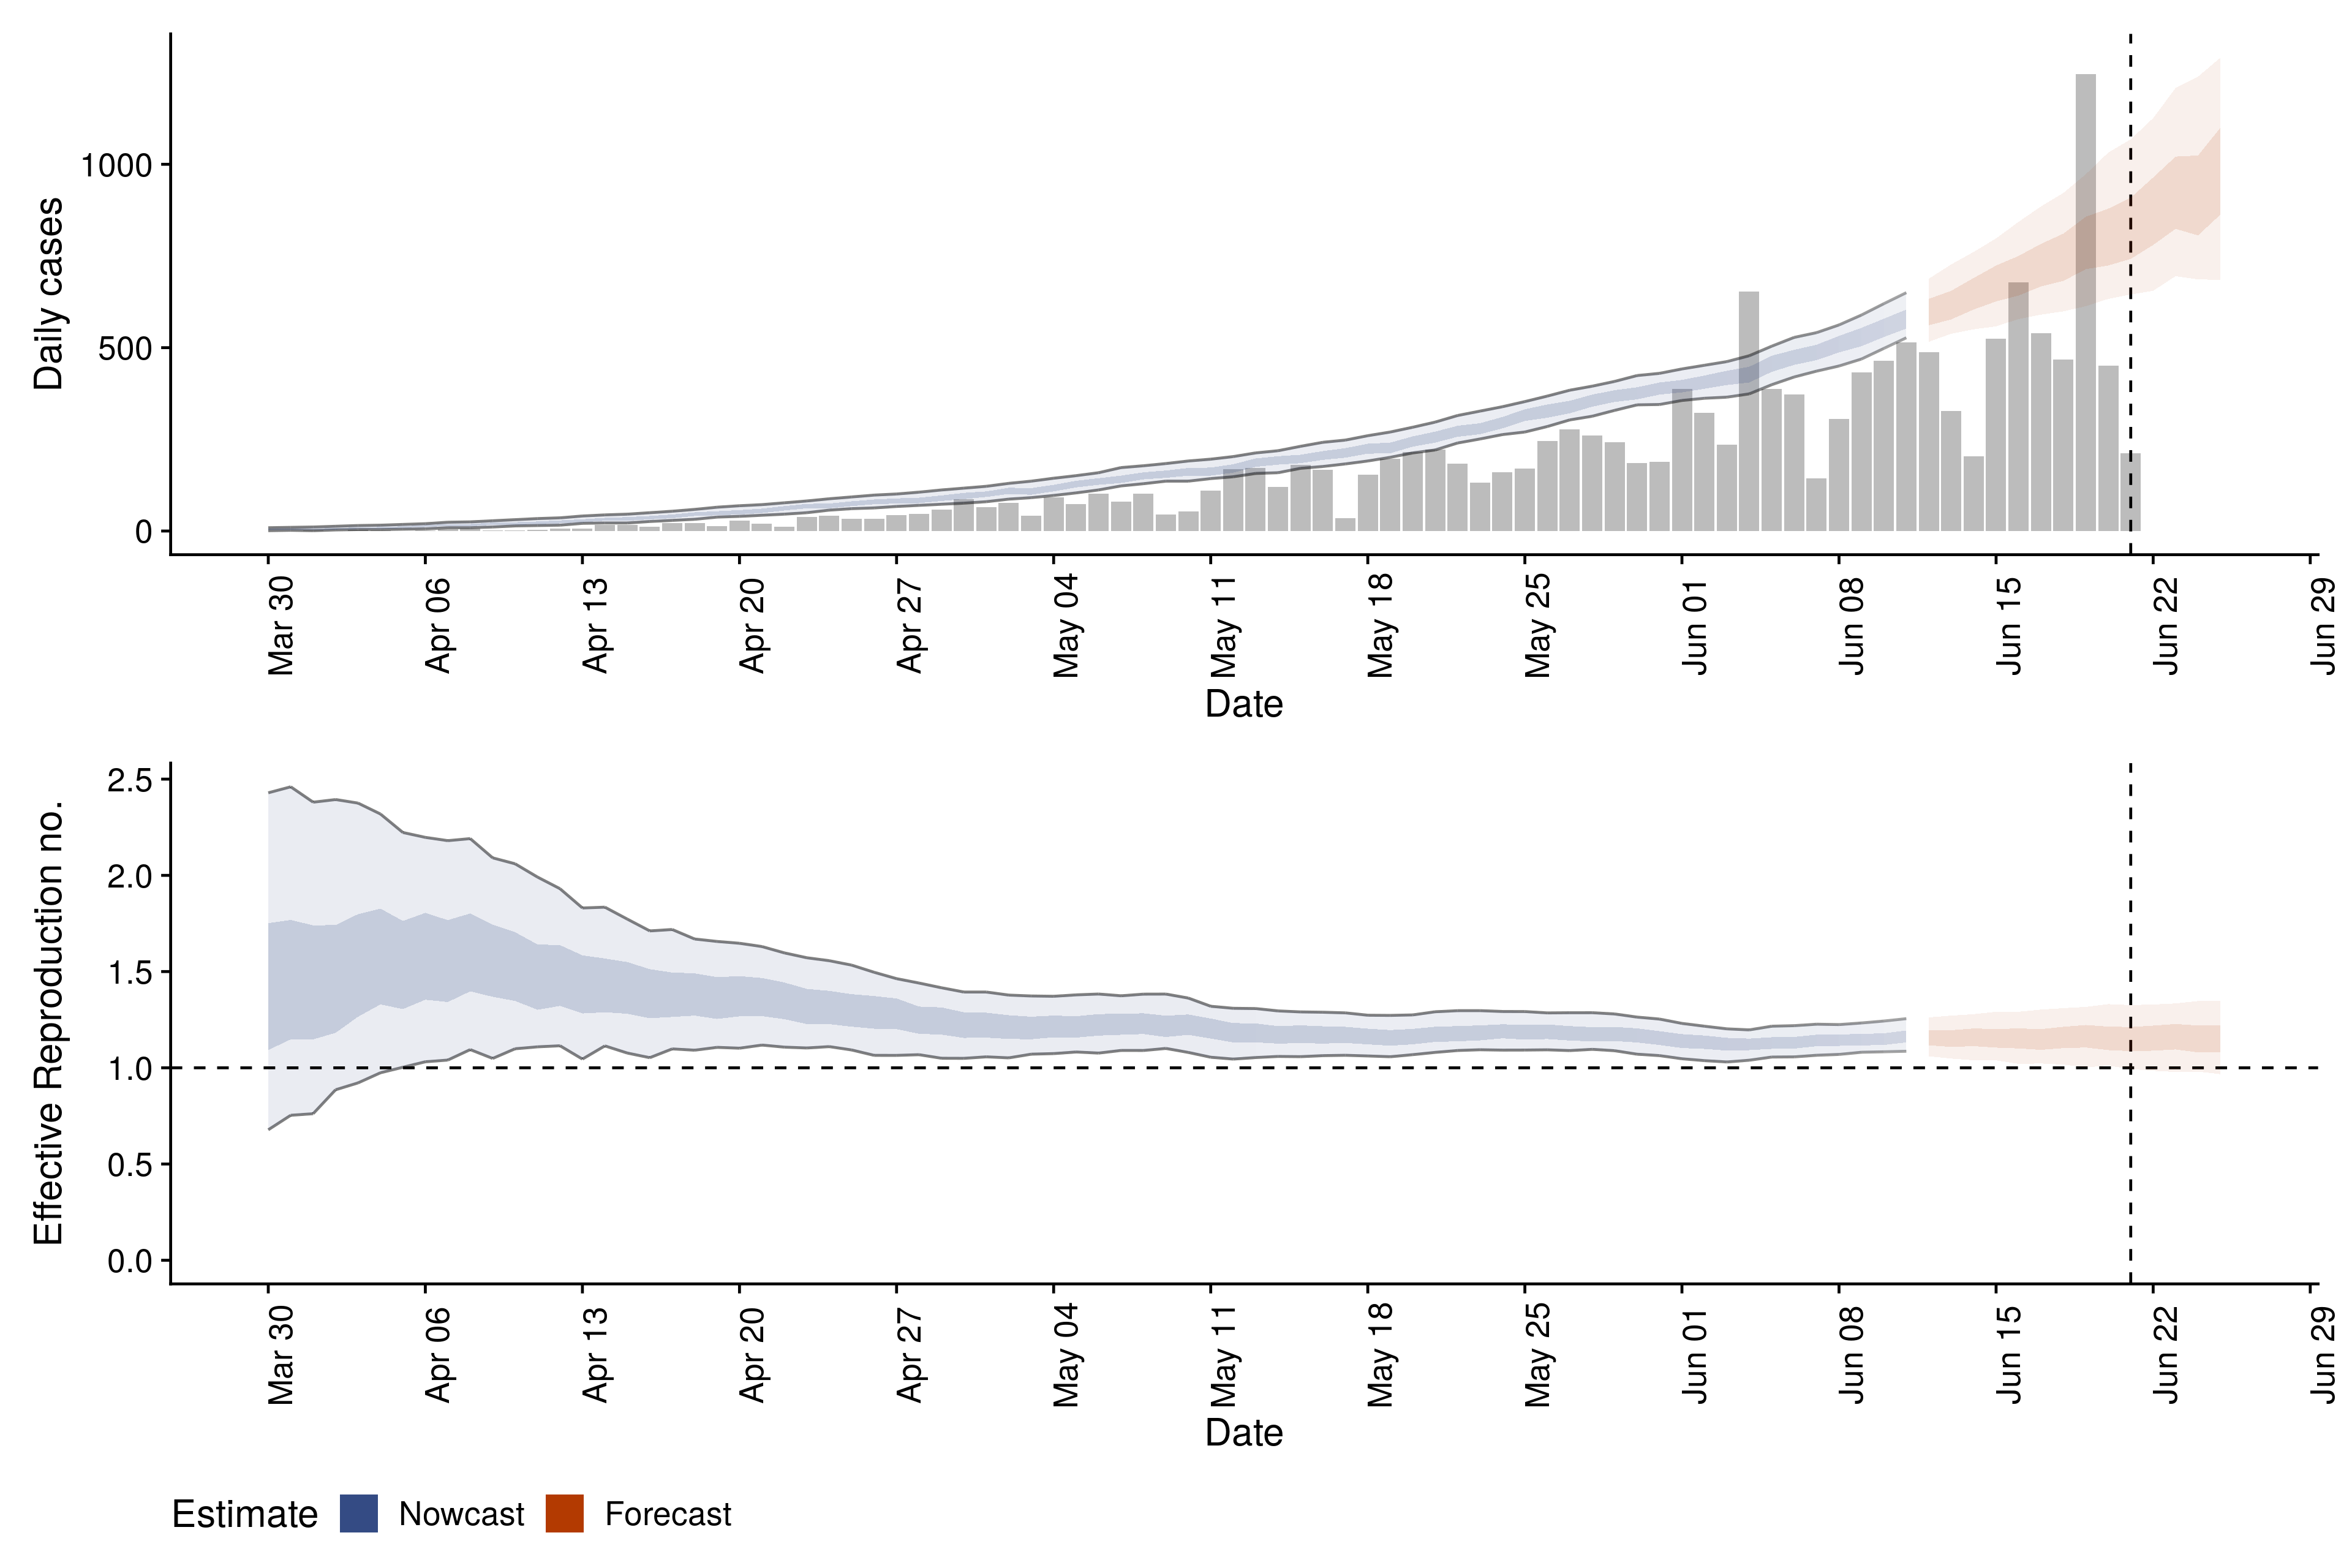 Daily cases
1000
500
0
Mar 30 Apr 06 Apr 13 Apr 20 Apr 27 May 04 May 11 May 18 May 25 Jun 01 Jun 08 Jun 15 Jun 22 Jun 29
Date
Effective Reproduction no.
2.5
2.0
1.5
1.0
0.5
0.0
Mar 30 Apr 06 Apr 13 Apr 20 Apr 27 May 04 May 11 May 18 May 25 Jun 01 Jun 08 Jun 15 Jun 22 Jun 29
Date
Estimate Nowcast Forecast